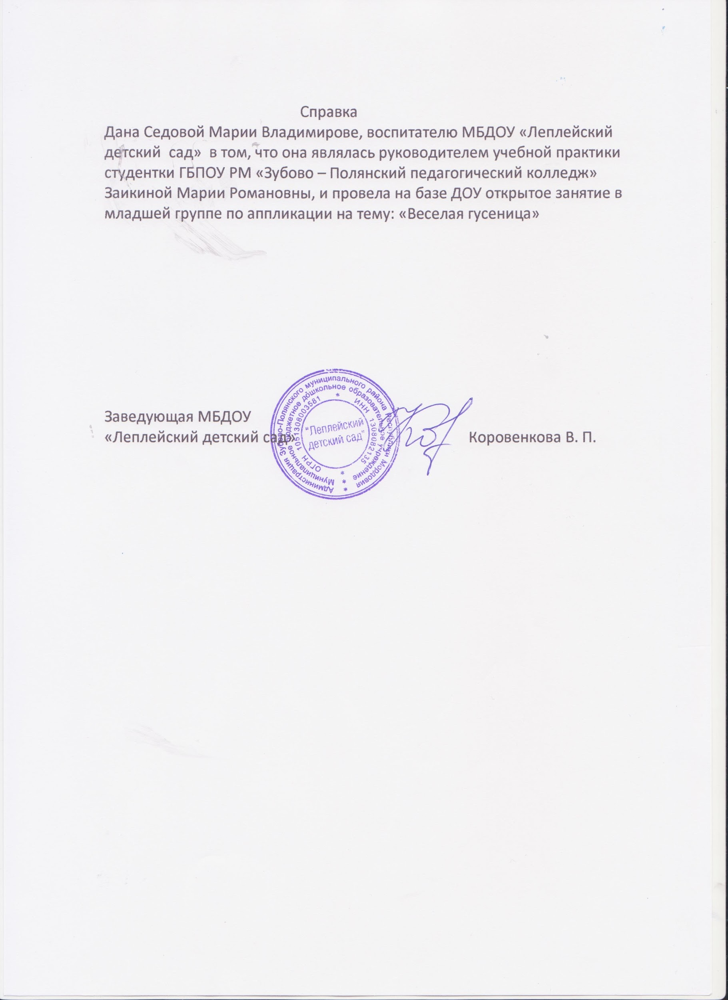 Справка
Дана Седовой Марии Владимирове, воспитателю МБДОУ «Леплейский
детский  сад»  в том, что она являлась руководителем учебной практики
студентки ГБПОУ РМ «Зубово – Полянский педагогический колледж»
Заикиной Марии Романовны, и провела на базе ДОУ открытое занятие в
младшей группе по аппликации на тему: «Веселая гусеница»
Заведующая МБДОУ
«Леплейский детский сад»
Коровенкова В. П.
Администрация Зубово-Полянского муниципального района Республики Мордовия
Муниципальное бюджетное дошкольное образовательное учреждение
ОГРН 1051308003581 * ИНН 1308082135
"Леплейский
детский сад"